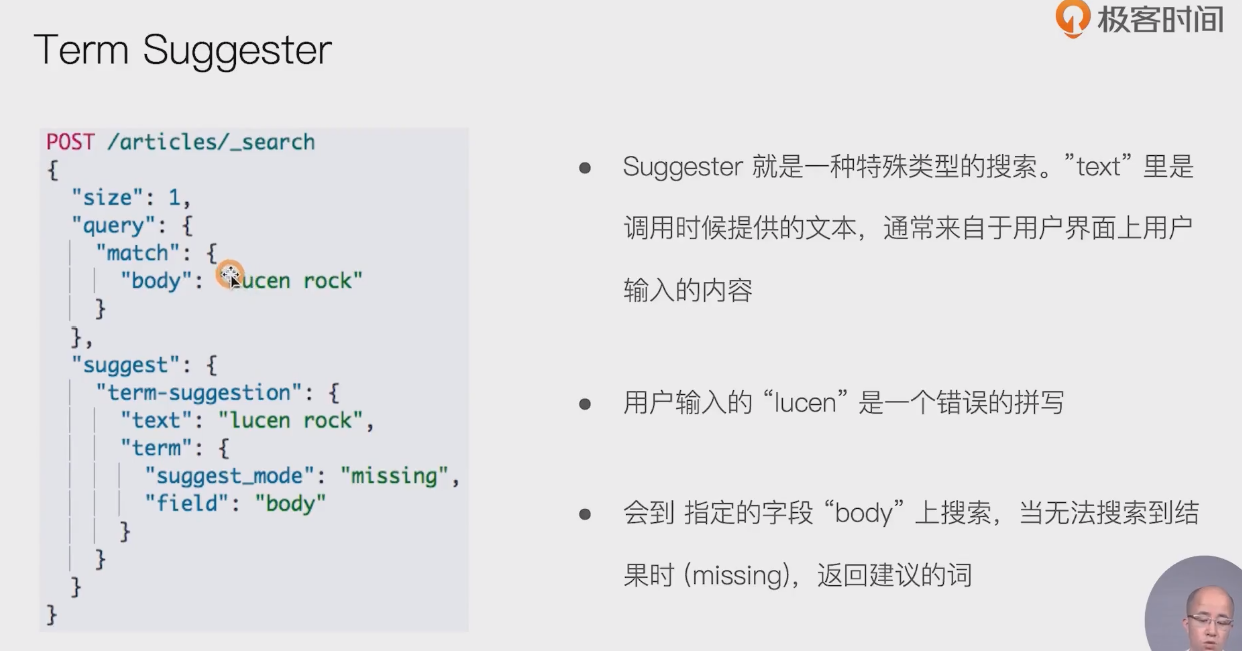 极客时间
Term Suggester
POST /articles/_search
{
"size": 1,
"query": {
"match": {
"body": "lucen rock"
}
},
"suggest": {
"term-suggestion": {
"text": "lucen rock",
"term": {
"suggest_mode": "missing",
"field": "body"
}
}
}
}
● Suggester 就是一种特殊类型的搜索。”text” 里是
调用时候提供的文本，通常来自于用户界面上用户
输入的内容
● 用户输入的 “lucen” 是一个错误的拼写
● 会到 指定的字段 “body” 上搜索，当无法搜索到结
果时 (missing)，返回建议的词